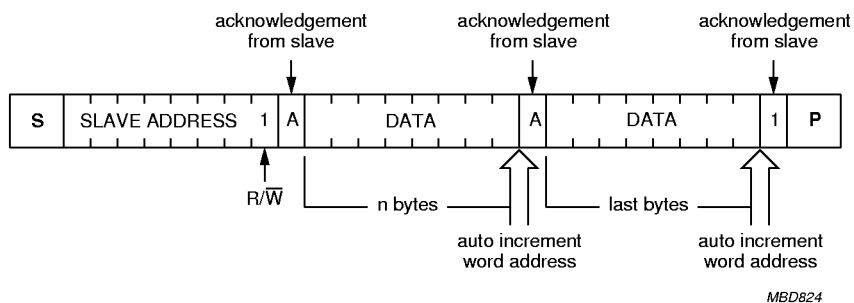 acknowledgement
from slave
acknowledgement
from slave
acknowledgement
from slave
S SLAVE ADDRESS 1 A DATA A DATA 1 P
R/W̅
n bytes
last bytes
auto increment
word address
auto increment
word address
MBD824